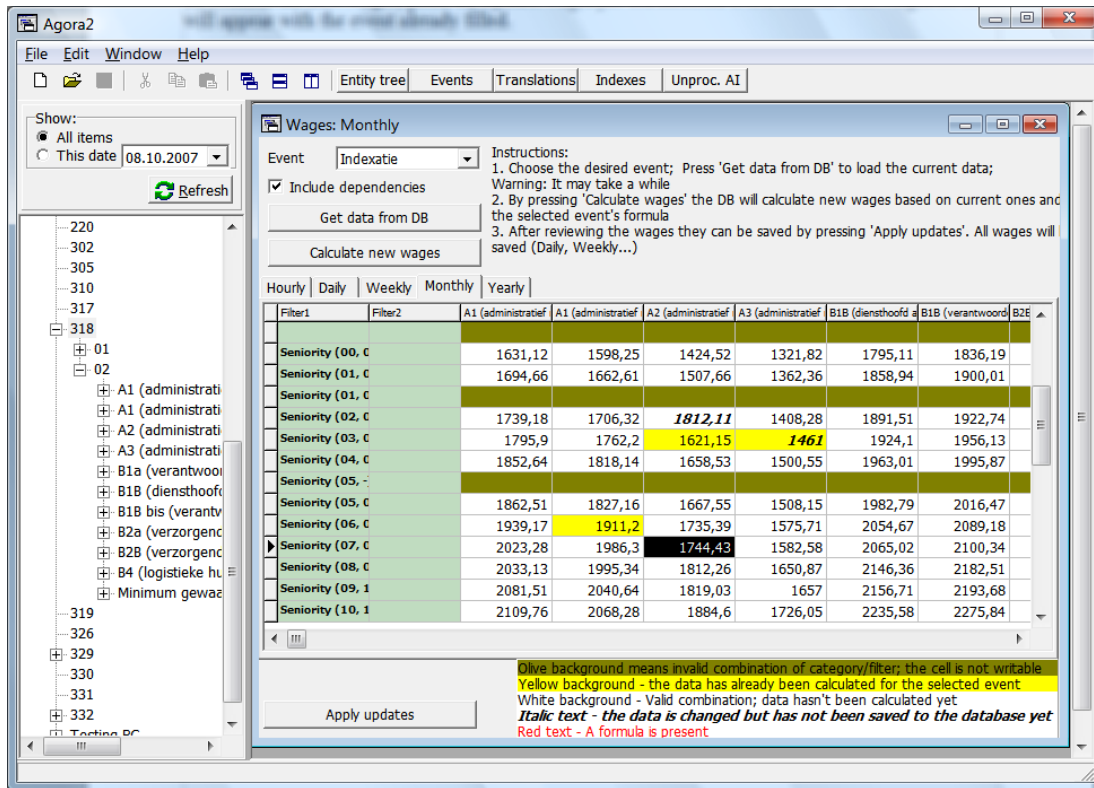 will appear with the event already filled.
Agora2
File Edit Window Help
Entity tree Events Translations Indexes Unproc. AI
Show:
All items
This date 08.10.2007
Refresh
220
302
305
310
317
318
01
02
A1 (administrati
A1 (administrati
A2 (administrati
A3 (administrati
B1a (verantwoor
B1B (diensthoofd
B1B bis (verantw
B2a (verzorgend
B2B (verzorgend
B4 (logistieke hu
Minimum gewaa
319
326
329
330
331
332
Testing PC
Wages: Monthly
Event Indexatie
Include dependencies
Get data from DB
Calculate new wages
Instructions:
1. Choose the desired event; Press 'Get data from DB' to load the current data;
Warning: It may take a while
2. By pressing 'Calculate wages' the DB will calculate new wages based on current ones and
the selected event's formula
3. After reviewing the wages they can be saved by pressing 'Apply updates'. All wages will
saved (Daily, Weekly...)
Hourly Daily Weekly Monthly Yearly
Filter1 Filter2 A1 (administratief A1 (administratief A2 (administratief A3 (administratief B1B (diensthoofd a B1B (verantwoord B2B
Seniority (00, 0 1631,12 1598,25 1424,52 1321,82 1795,11 1836,19
Seniority (01, 0 1694,66 1662,61 1507,66 1362,36 1858,94 1900,01
Seniority (01, 0
Seniority (02, 0 1739,18 1706,32 1812,11 1408,28 1891,51 1922,74
Seniority (03, 0 1795,9 1762,2 1621,15 1461 1924,1 1956,13
Seniority (04, 0 1852,64 1818,14 1658,53 1500,55 1963,01 1995,87
Seniority (05, -
Seniority (05, 0 1862,51 1827,16 1667,55 1508,15 1982,79 2016,47
Seniority (06, 0 1939,17 1911,2 1735,39 1575,71 2054,67 2089,18
Seniority (07, 0 2023,28 1986,3 1744,43 1582,58 2065,02 2100,34
Seniority (08, 0 2033,13 1995,34 1812,26 1650,87 2146,36 2182,51
Seniority (09, 1 2081,51 2040,64 1819,03 1657 2156,71 2193,68
Seniority (10, 1 2109,76 2068,28 1884,6 1726,05 2235,58 2275,84
Apply updates
Olive background means invalid combination of category/filter; the cell is not writable
Yellow background - the data has already been calculated for the selected event
White background - Valid combination; data hasn't been calculated yet
Italic text - the data is changed but has not been saved to the database yet
Red text - A formula is present